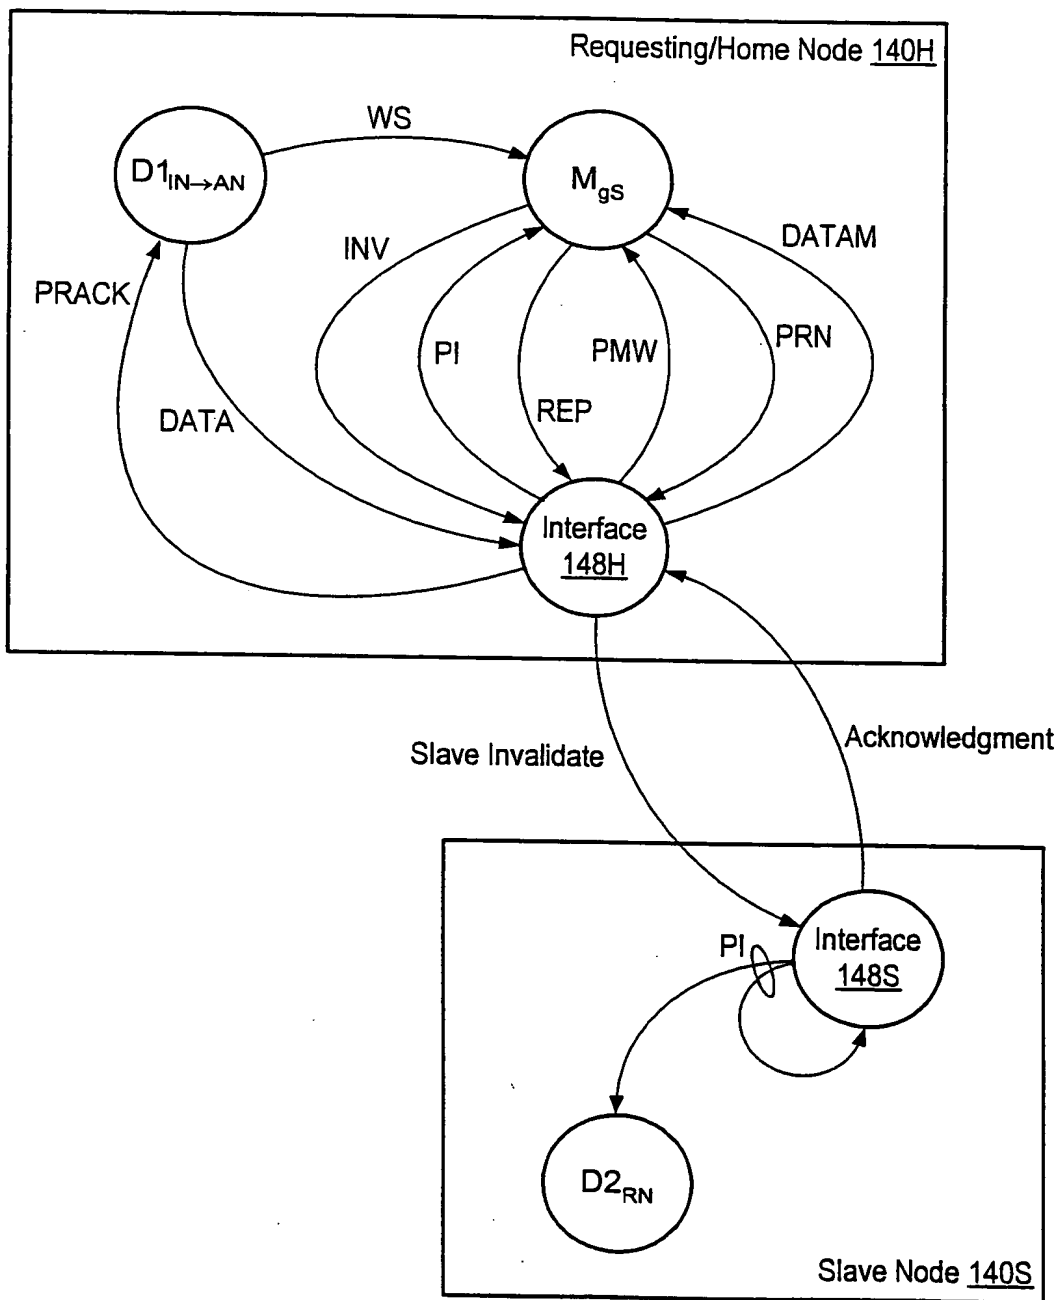 Requesting/Home Node 140H
WS
D1IN→AN
MgS
INV
DATAM
PRACK
PI
PMW
PRN
REP
DATA
Interface
148H
Slave Invalidate
Acknowledgment
PI
Interface
148S
D2RN
Slave Node 140S